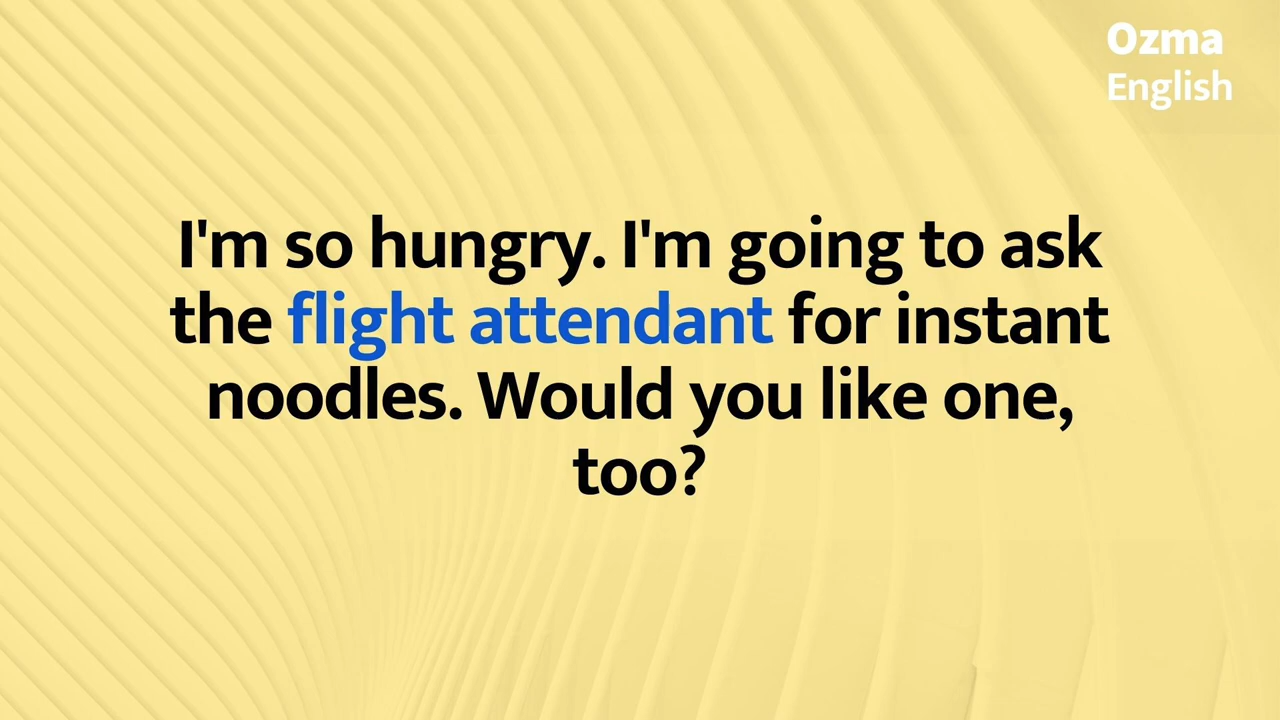 Ozma
English
I'm so hungry. I'm going to ask
the flight attendant for instant
noodles. Would you like one,
too?